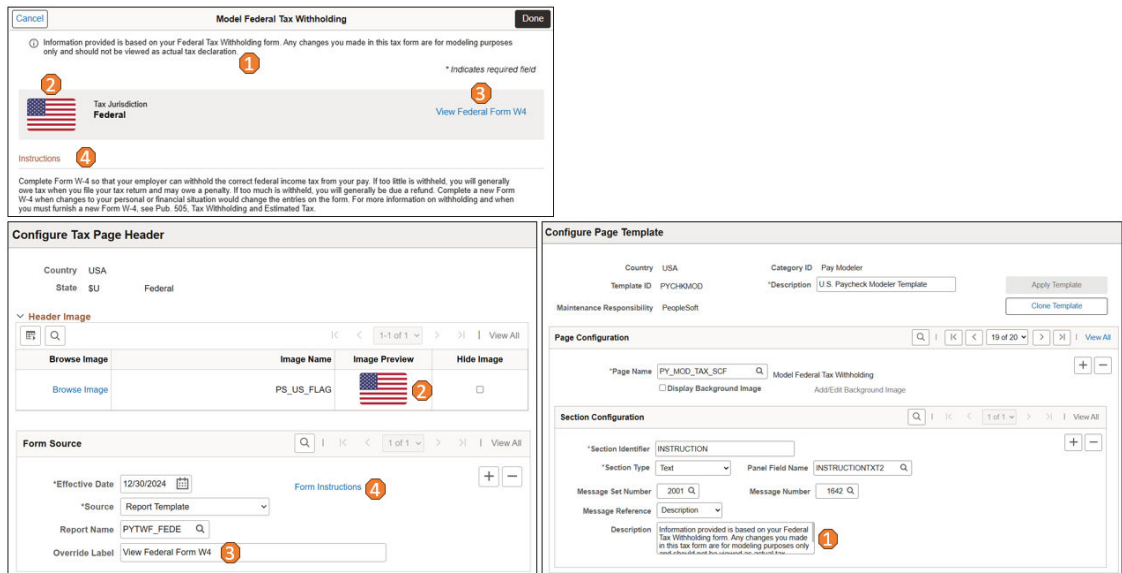 Cancel
Model Federal Tax Withholding
Done
Information provided is based on your Federal Tax Withholding form. Any changes you made in this tax form are for modeling purposes
only and should not be viewed as actual tax declaration.
1
* Indicates required field
2
3
Tax Jurisdiction
Federal
View Federal Form W4
Instructions
4
Complete Form W-4 so that your employer can withhold the correct federal income tax from your pay. If too little is withheld, you will generally
owe tax when you file your tax return and may owe a penalty. If too much is withheld, you will generally be due a refund. Complete a new Form
W-4 when changes to your personal or financial situation would change the entries on the form. For more information on withholding and when
you must furnish a new Form W-4, see Pub. 505, Tax Withholding and Estimated Tax.
Configure Tax Page Header
Country USA
State $U Federal
Header Image
1-1 of 1
View All
Browse Image Image Name Image Preview Hide Image
Browse Image PS_US_FLAG
2
Form Source
1 of 1
View All
*Effective Date 12/30/2024
Form Instructions
4
*Source Report Template
Report Name PYTWF_FEDE
Override Label View Federal Form W4
3
Configure Page Template
Country USA Category ID Pay Modeler
Template ID PYCHKMOD *Description U.S. Paycheck Modeler Template
Apply Template
Maintenance Responsibility PeopleSoft
Clone Template
Page Configuration
19 of 20
View All
*Page Name PY_MOD_TAX_SCF Model Federal Tax Withholding
Display Background Image Add/Edit Background Image
Section Configuration
1 of 1
View All
*Section Identifier INSTRUCTION
*Section Type Text Panel Field Name INSTRUCTIONTXT2
Message Set Number 2001 Message Number 1642
Message Reference Description
Description Information provided is based on your Federal
Tax Withholding form. Any changes you made
in this tax form are for modeling purposes only
and should not be viewed as actual tax
1